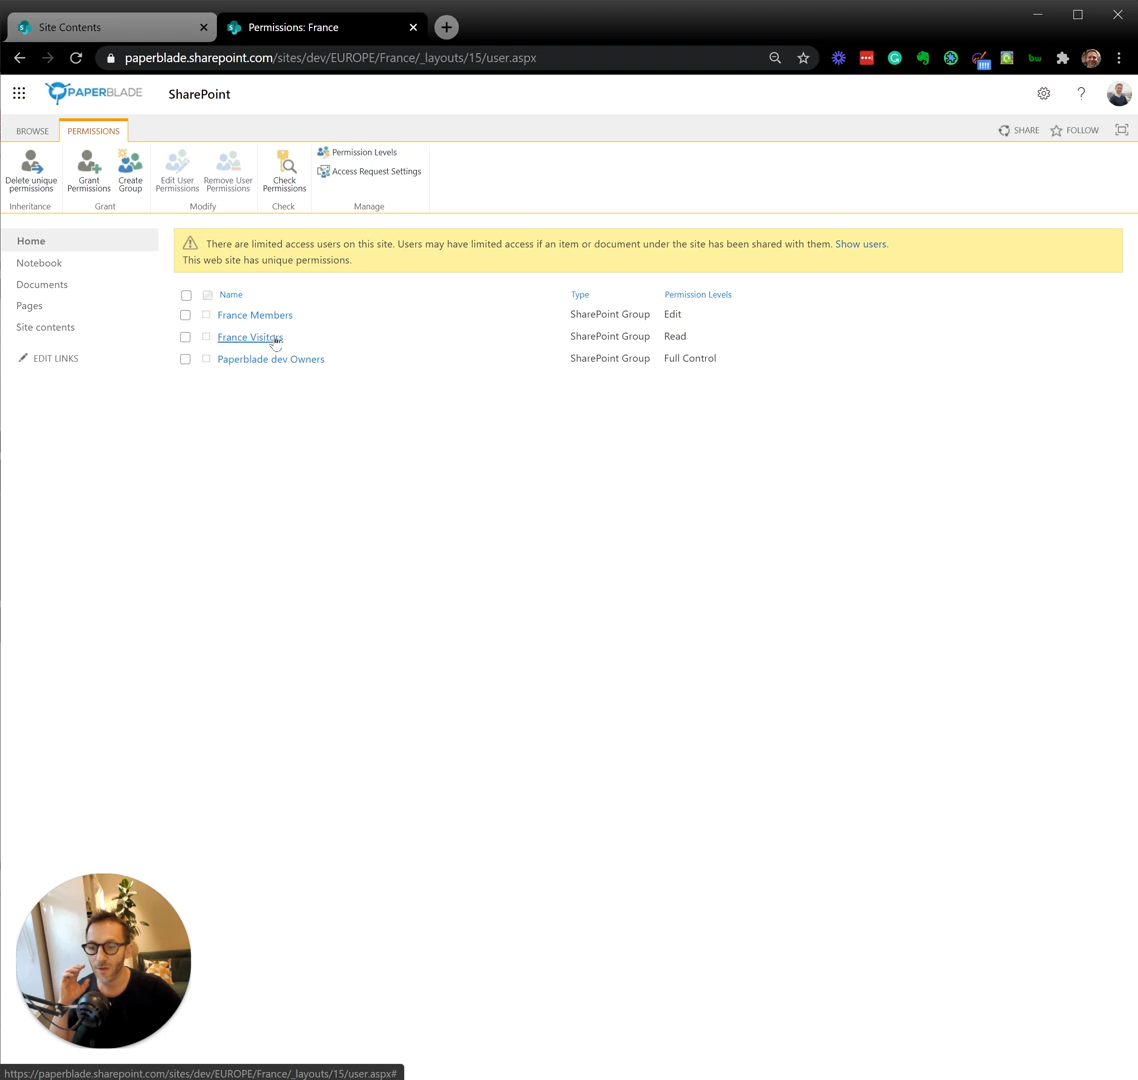 Site Contents
Permissions: France
paperblade.sharepoint.com/sites/dev/EUROPE/France/_layouts/15/user.aspx
PAPERBLADE
SharePoint
BROWSE
PERMISSIONS
SHARE
FOLLOW
Delete unique
permissions
Grant
Permissions
Create
Group
Edit User
Permissions
Remove User
Permissions
Check
Permissions
Permission Levels
Access Request Settings
Inheritance
Grant
Modify
Check
Manage
Home
Notebook
Documents
Pages
Site contents
EDIT LINKS
There are limited access users on this site. Users may have limited access if an item or document under the site has been shared with them. Show users.
This web site has unique permissions.
Name Type Permission Levels
France Members SharePoint Group Edit
France Visitors SharePoint Group Read
Paperblade dev Owners SharePoint Group Full Control
https://paperblade.sharepoint.com/sites/dev/EUROPE/France/_layouts/15/user.aspx#